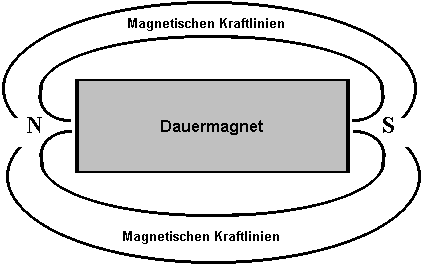 Magnetischen Kraftlinien
N
Dauermagnet
S
Magnetischen Kraftlinien